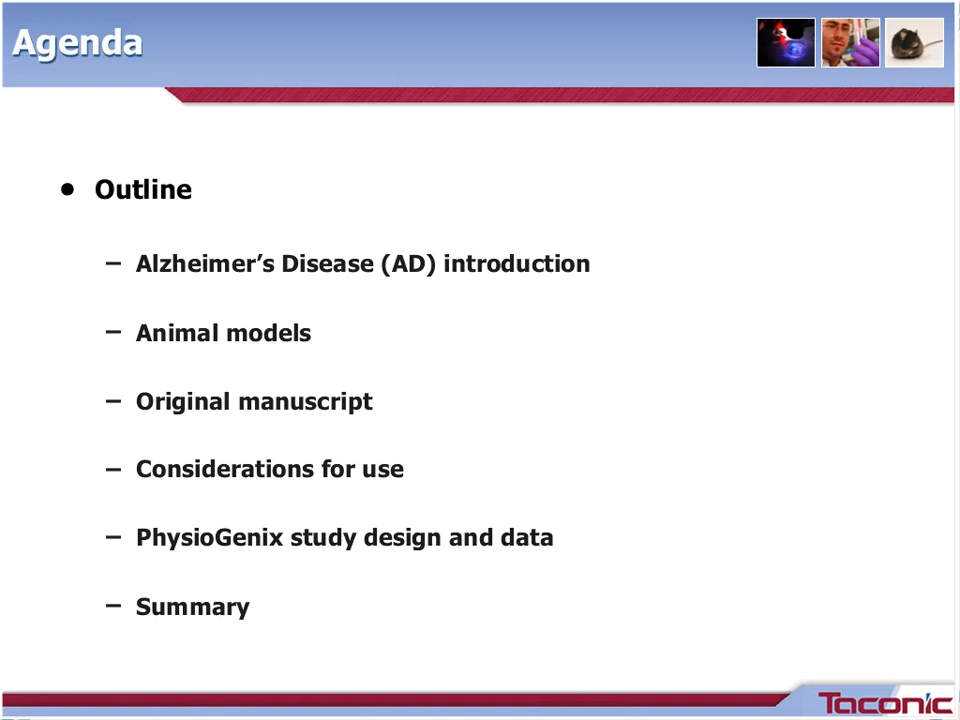 Agenda
• Outline
– Alzheimer’s Disease (AD) introduction
– Animal models
– Original manuscript
– Considerations for use
– PhysioGenix study design and data
– Summary
Taconic